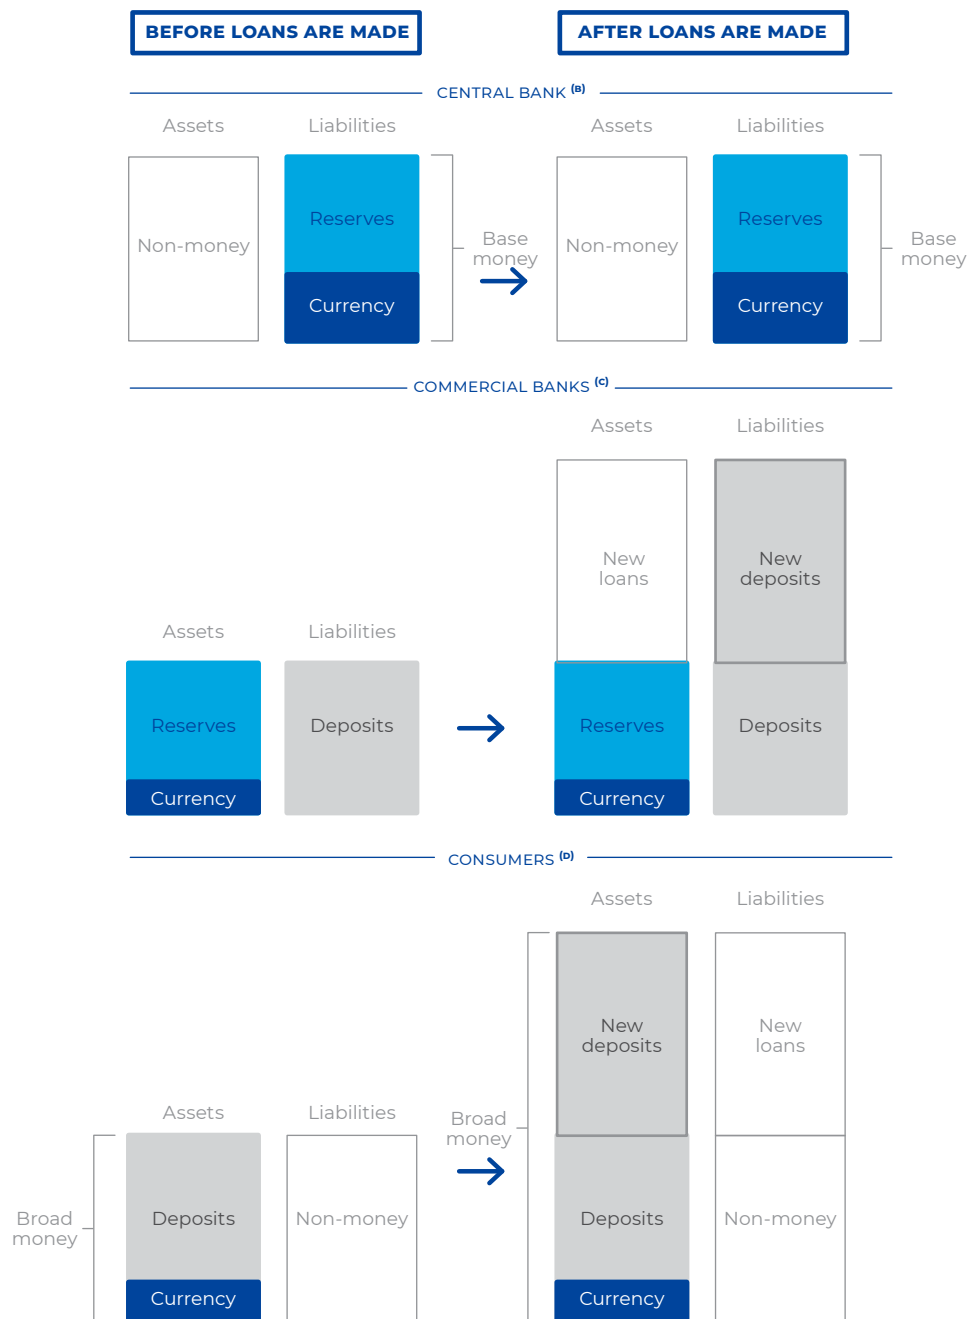 BEFORE LOANS ARE MADE
AFTER LOANS ARE MADE
CENTRAL BANK (B)
Assets
Liabilities
Assets
Liabilities
Non-money
Reserves
Currency
Base
money
Non-money
Reserves
Currency
Base
money
COMMERCIAL BANKS (C)
Assets
Liabilities
New
loans
New
deposits
Assets
Liabilities
Reserves
Currency
Deposits
Reserves
Currency
Deposits
CONSUMERS (D)
Assets
Liabilities
New
deposits
New
loans
Assets
Liabilities
Broad
money
Broad
money
Deposits
Currency
Non-money
Deposits
Currency
Non-money